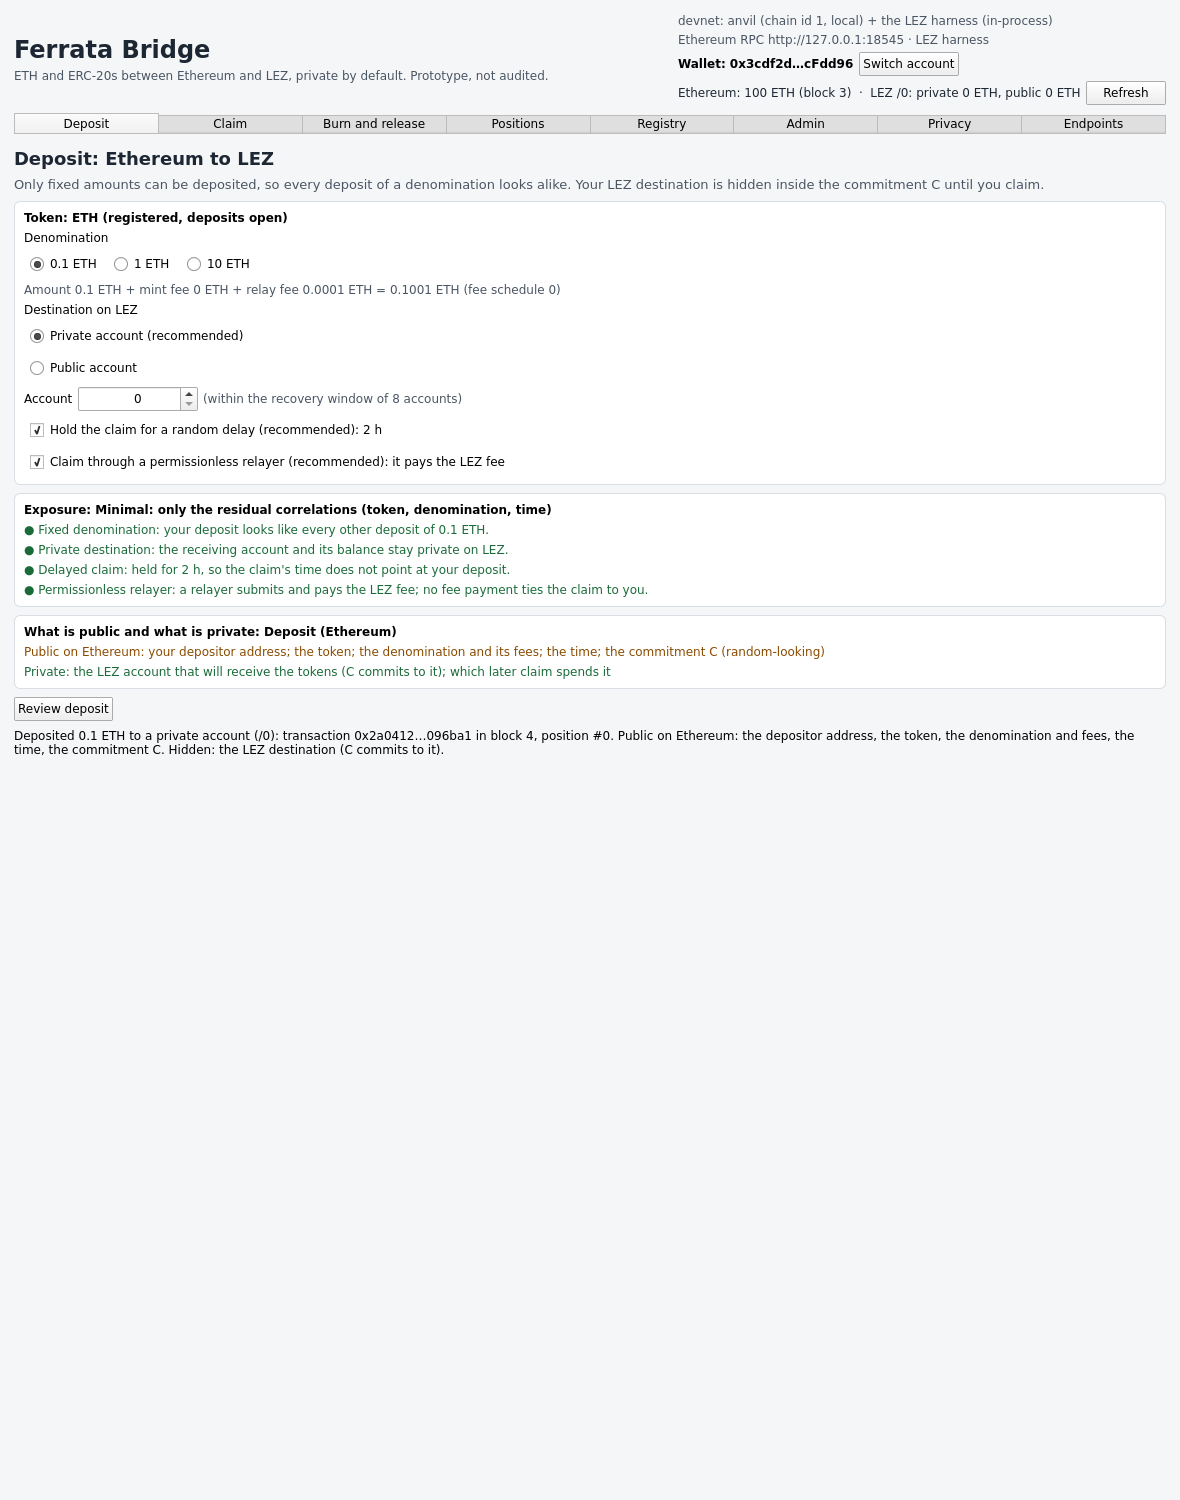 Ferrata Bridge
ETH and ERC-20s between Ethereum and LEZ, private by default. Prototype, not audited.
devnet: anvil (chain id 1, local) + the LEZ harness (in-process)
Ethereum RPC http://127.0.0.1:18545 · LEZ harness
Wallet: 0x3cdf2d…cFdd96 Switch account
Ethereum: 100 ETH (block 3) · LEZ /0: private 0 ETH, public 0 ETH Refresh
Deposit Claim Burn and release Positions Registry Admin Privacy Endpoints
Deposit: Ethereum to LEZ
Only fixed amounts can be deposited, so every deposit of a denomination looks alike. Your LEZ destination is hidden inside the commitment C until you claim.
Token: ETH (registered, deposits open)
Denomination
0.1 ETH 1 ETH 10 ETH
Amount 0.1 ETH + mint fee 0 ETH + relay fee 0.0001 ETH = 0.1001 ETH (fee schedule 0)
Destination on LEZ
Private account (recommended)
Public account
Account 0 (within the recovery window of 8 accounts)
Hold the claim for a random delay (recommended): 2 h
Claim through a permissionless relayer (recommended): it pays the LEZ fee
Exposure: Minimal: only the residual correlations (token, denomination, time)
● Fixed denomination: your deposit looks like every other deposit of 0.1 ETH.
● Private destination: the receiving account and its balance stay private on LEZ.
● Delayed claim: held for 2 h, so the claim's time does not point at your deposit.
● Permissionless relayer: a relayer submits and pays the LEZ fee; no fee payment ties the claim to you.
What is public and what is private: Deposit (Ethereum)
Public on Ethereum: your depositor address; the token; the denomination and its fees; the time; the commitment C (random-looking)
Private: the LEZ account that will receive the tokens (C commits to it); which later claim spends it
Review deposit
Deposited 0.1 ETH to a private account (/0): transaction 0x2a0412…096ba1 in block 4, position #0. Public on Ethereum: the depositor address, the token, the denomination and fees, the
time, the commitment C. Hidden: the LEZ destination (C commits to it).